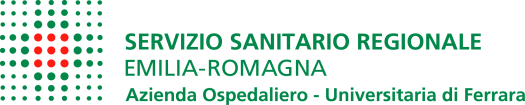 SERVIZIO SANITARIO REGIONALE
EMILIA-ROMAGNA
Azienda Ospedaliero - Universitaria di Ferrara